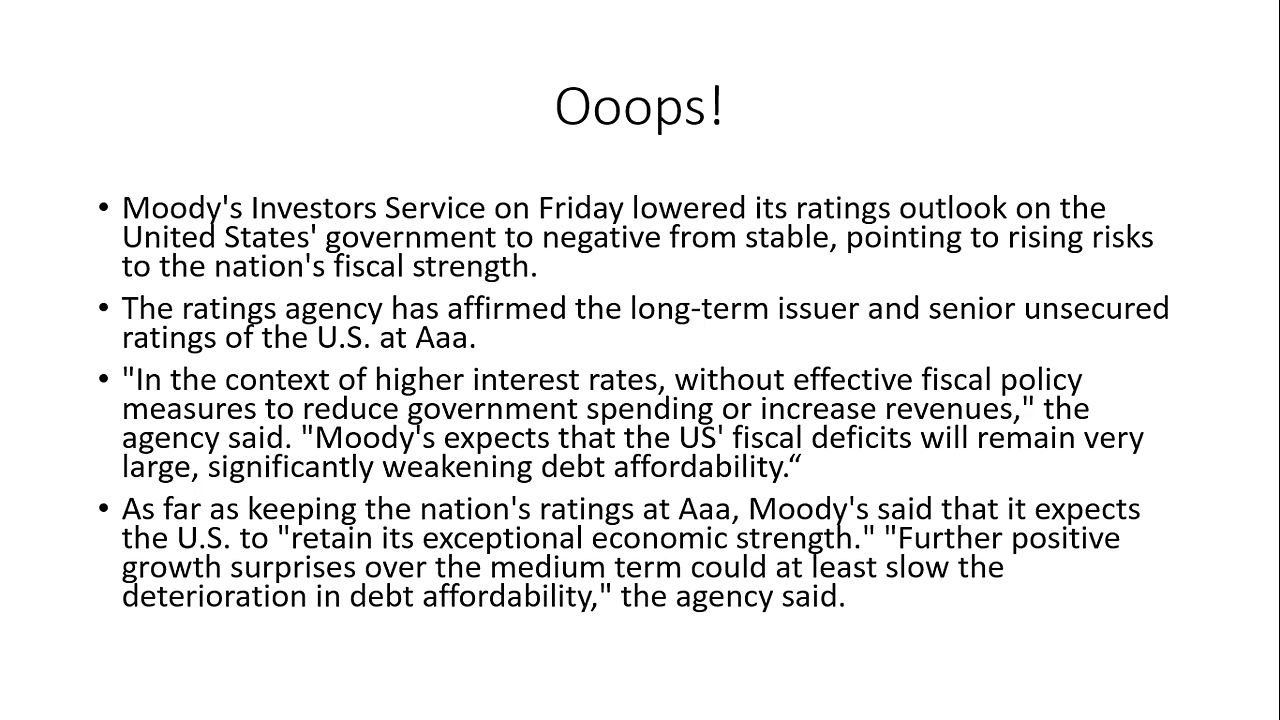 Ooops!
• Moody's Investors Service on Friday lowered its ratings outlook on the
United States' government to negative from stable, pointing to rising risks
to the nation's fiscal strength.
• The ratings agency has affirmed the long-term issuer and senior unsecured
ratings of the U.S. at Aaa.
• "In the context of higher interest rates, without effective fiscal policy
measures to reduce government spending or increase revenues," the
agency said. "Moody's expects that the US' fiscal deficits will remain very
large, significantly weakening debt affordability.“
• As far as keeping the nation's ratings at Aaa, Moody's said that it expects
the U.S. to "retain its exceptional economic strength." "Further positive
growth surprises over the medium term could at least slow the
deterioration in debt affordability," the agency said.